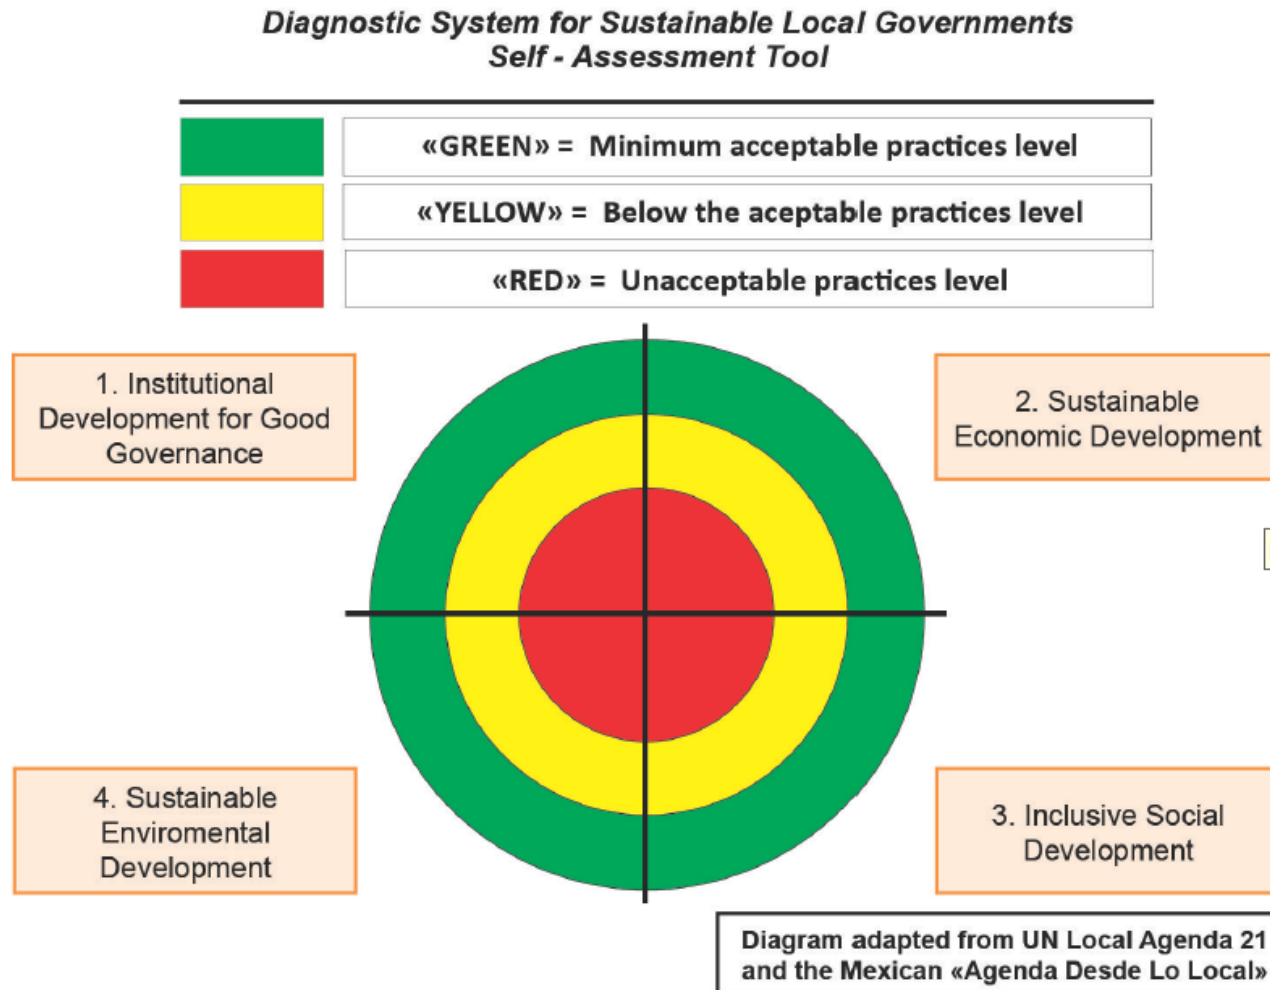 Diagnostic System for Sustainable Local Governments
Self - Assessment Tool
«GREEN» = Minimum acceptable practices level
«YELLOW» = Below the aceptable practices level
«RED» = Unacceptable practices level
1. Institutional
Development for Good
Governance
2. Sustainable
Economic Development
4. Sustainable
Enviromental
Development
3. Inclusive Social
Development
Diagram adapted from UN Local Agenda 21
and the Mexican «Agenda Desde Lo Local»